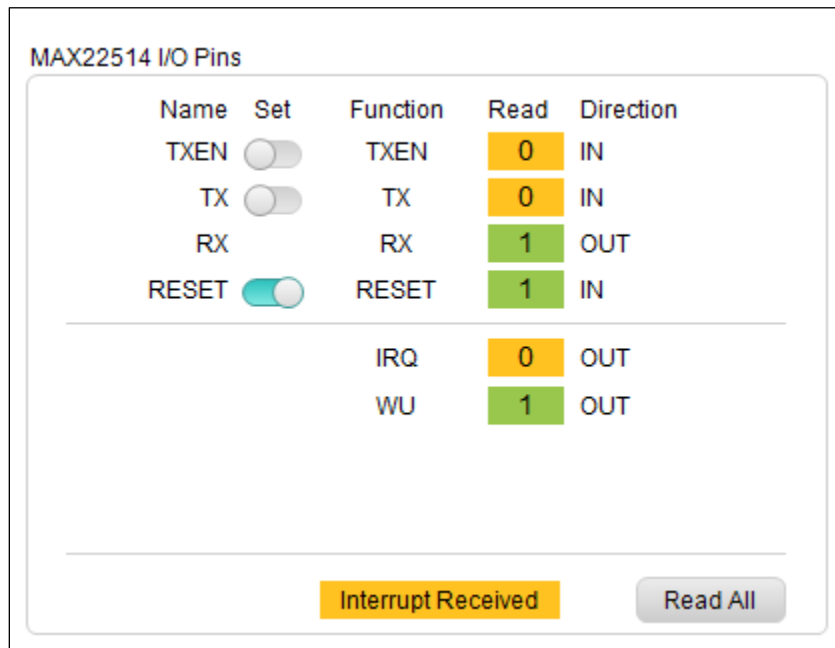 MAX22514 I/O Pins
Name Set Function Read Direction
TXEN TXEN 0 IN
TX TX 0 IN
RX RX 1 OUT
RESET RESET 1 IN
IRQ 0 OUT
WU 1 OUT
Interrupt Received Read All